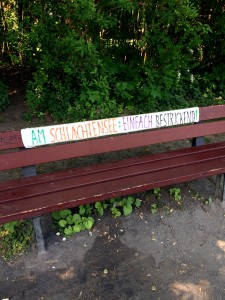 AM SCHLACHTENSEE - EINFACH BESTRICKEND!